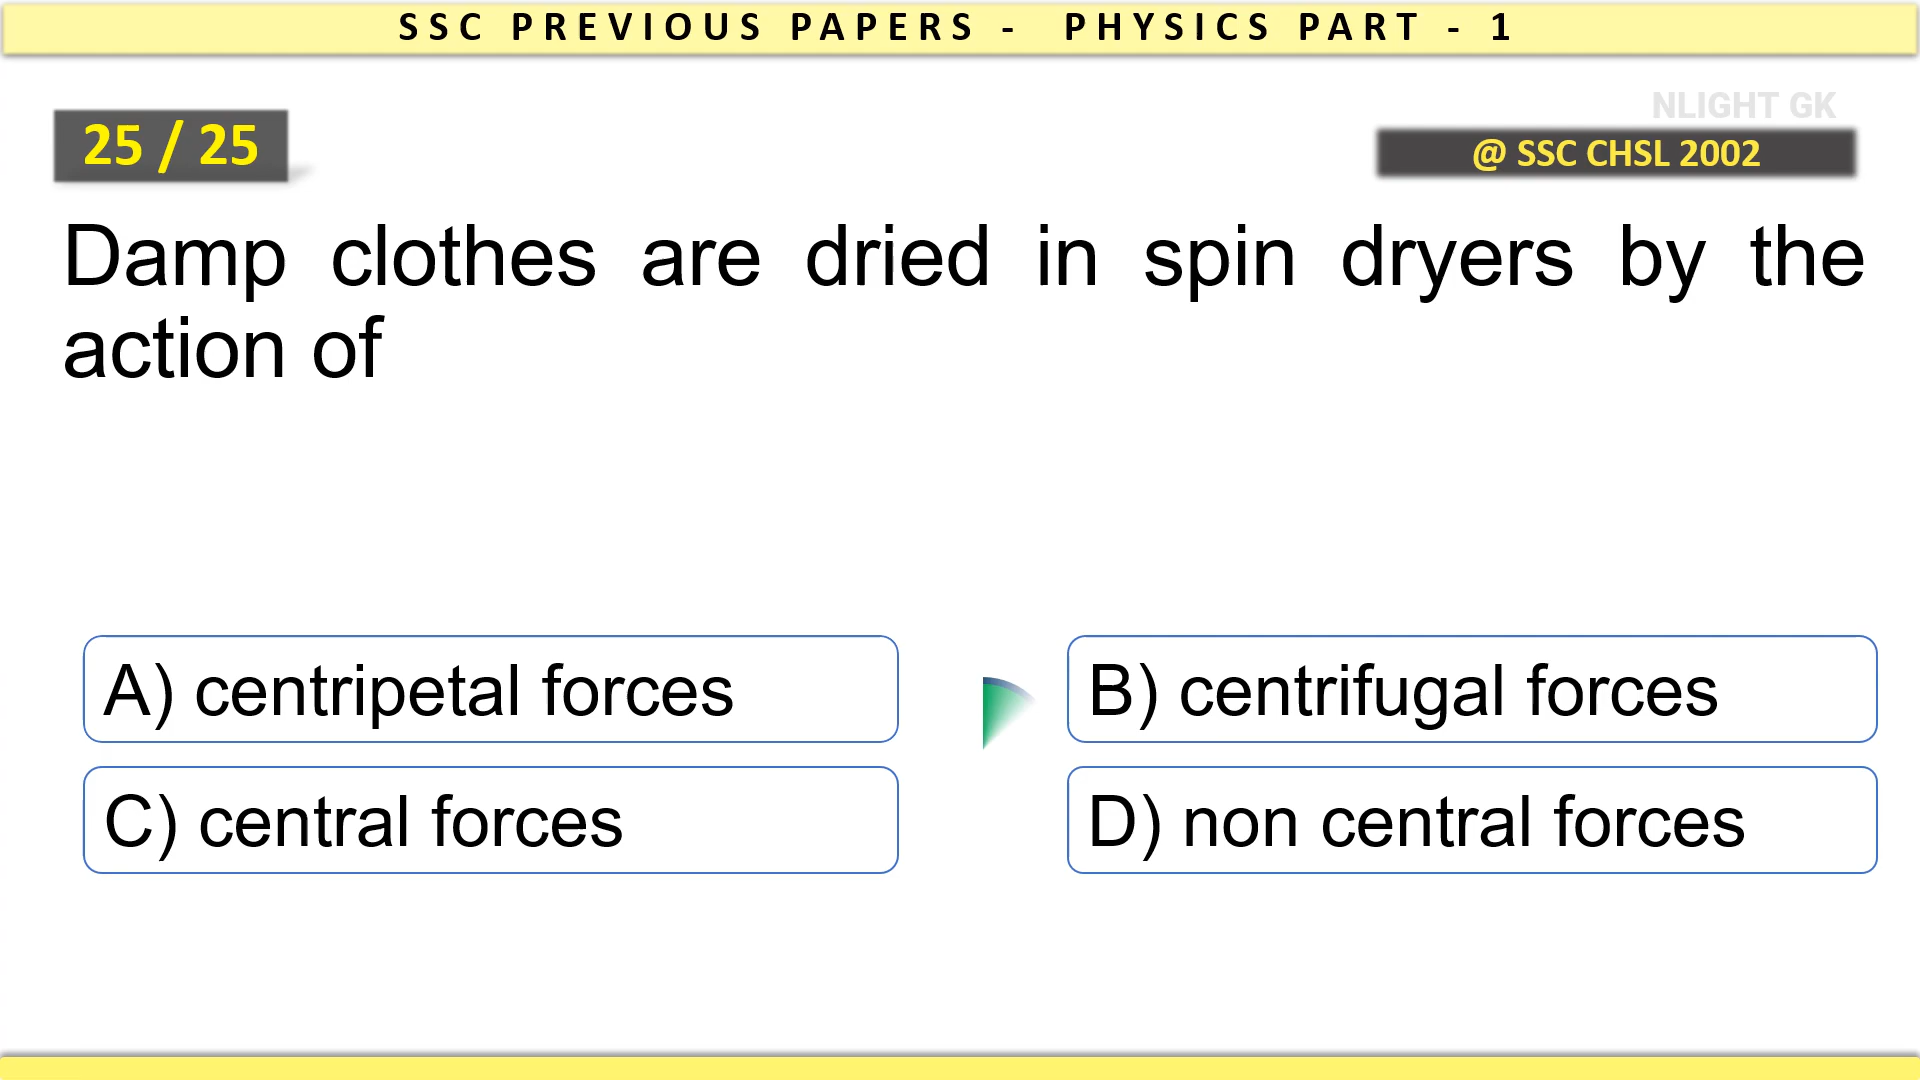 SSC PREVIOUS PAPERS - PHYSICS PART - 1
NLIGHT GK
25 / 25
@ SSC CHSL 2002
Damp clothes are dried in spin dryers by the
action of
A) centripetal forces
B) centrifugal forces
C) central forces
D) non central forces